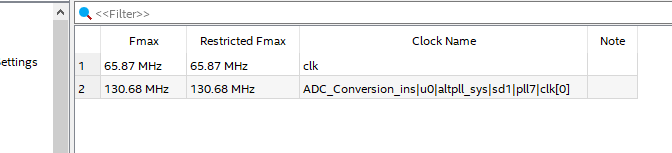 <<Filter>>
Fmax Restricted Fmax Clock Name Note
ettings
1 65.87 MHz 65.87 MHz clk
2 130.68 MHz 130.68 MHz ADC_Conversion_ins|u0|altpll_sys|sd1|pll7|clk[0]